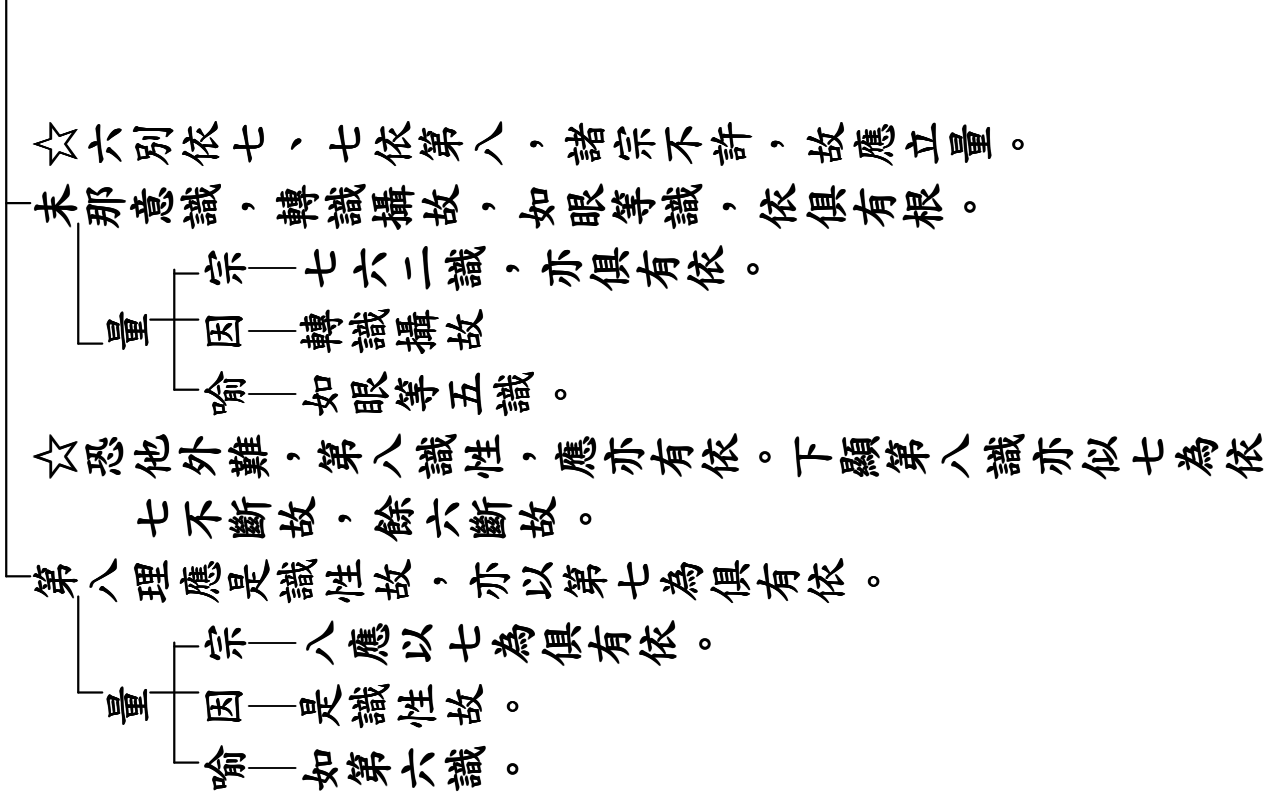 ☆六別依七、七依第八，諸宗不許，故應立量。
末那意識，轉識攝故，如眼等識，依俱有根。
量
宗—七六二識，亦俱有依。
因—轉識攝故
喻—如眼等五識。
☆恐他外難，第八識性，應亦有依。下顯第八識亦似七為依
七不斷故，餘六斷故。
第八理應是識性故，亦以第七為俱有依。
量
宗—八應以七為俱有依。
因—是識性故。
喻—如第六識。